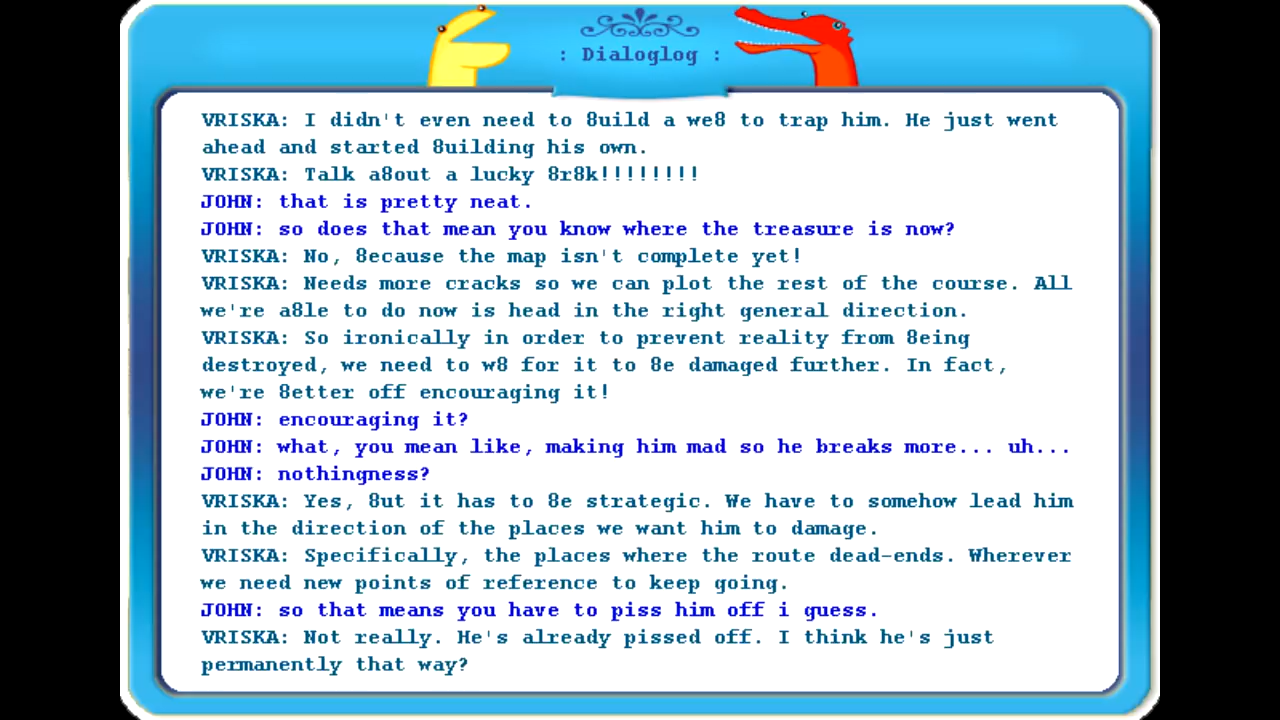 : Dialoglog :
VRISKA: I didn't even need to 8uild a we8 to trap him. He just went
ahead and started 8uilding his own.
VRISKA: Talk a8out a lucky 8r8k!!!!!!!!
JOHN: that is pretty neat.
JOHN: so does that mean you know where the treasure is now?
VRISKA: No, 8ecause the map isn't complete yet!
VRISKA: Needs more cracks so we can plot the rest of the course. All
we're a8le to do now is head in the right general direction.
VRISKA: So ironically in order to prevent reality from 8eing
destroyed, we need to w8 for it to 8e damaged further. In fact,
we're 8etter off encouraging it!
JOHN: encouraging it?
JOHN: what, you mean like, making him mad so he breaks more... uh...
JOHN: nothingness?
VRISKA: Yes, 8ut it has to 8e strategic. We have to somehow lead him
in the direction of the places we want him to damage.
VRISKA: Specifically, the places where the route dead-ends. Wherever
we need new points of reference to keep going.
JOHN: so that means you have to piss him off i guess.
VRISKA: Not really. He's already pissed off. I think he's just
permanently that way?